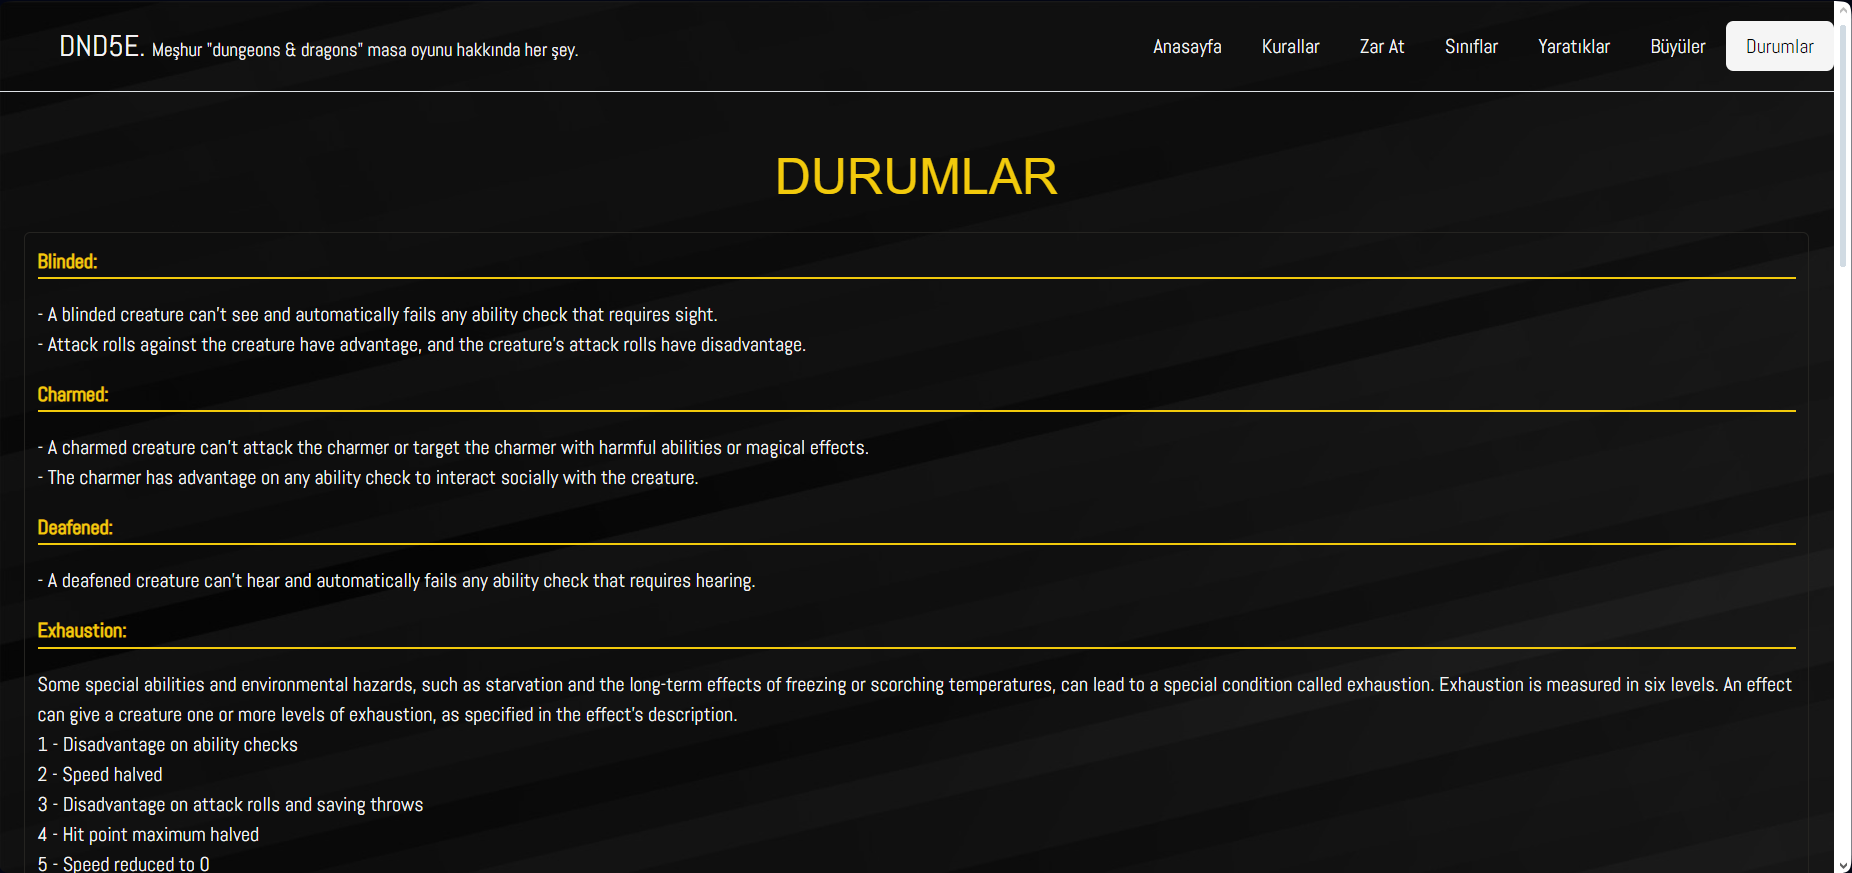 DND5E. Meşhur "dungeons & dragons" masa oyunu hakkında her şey.
Anasayfa Kurallar Zar At Sınıflar Yaratıklar Büyüler Durumlar
DURUMLAR
Blinded:
- A blinded creature can't see and automatically fails any ability check that requires sight.
- Attack rolls against the creature have advantage, and the creature's attack rolls have disadvantage.
Charmed:
- A charmed creature can't attack the charmer or target the charmer with harmful abilities or magical effects.
- The charmer has advantage on any ability check to interact socially with the creature.
Deafened:
- A deafened creature can't hear and automatically fails any ability check that requires hearing.
Exhaustion:
Some special abilities and environmental hazards, such as starvation and the long-term effects of freezing or scorching temperatures, can lead to a special condition called exhaustion. Exhaustion is measured in six levels. An effect
can give a creature one or more levels of exhaustion, as specified in the effect's description.
1 - Disadvantage on ability checks
2 - Speed halved
3 - Disadvantage on attack rolls and saving throws
4 - Hit point maximum halved
5 - Speed reduced to 0